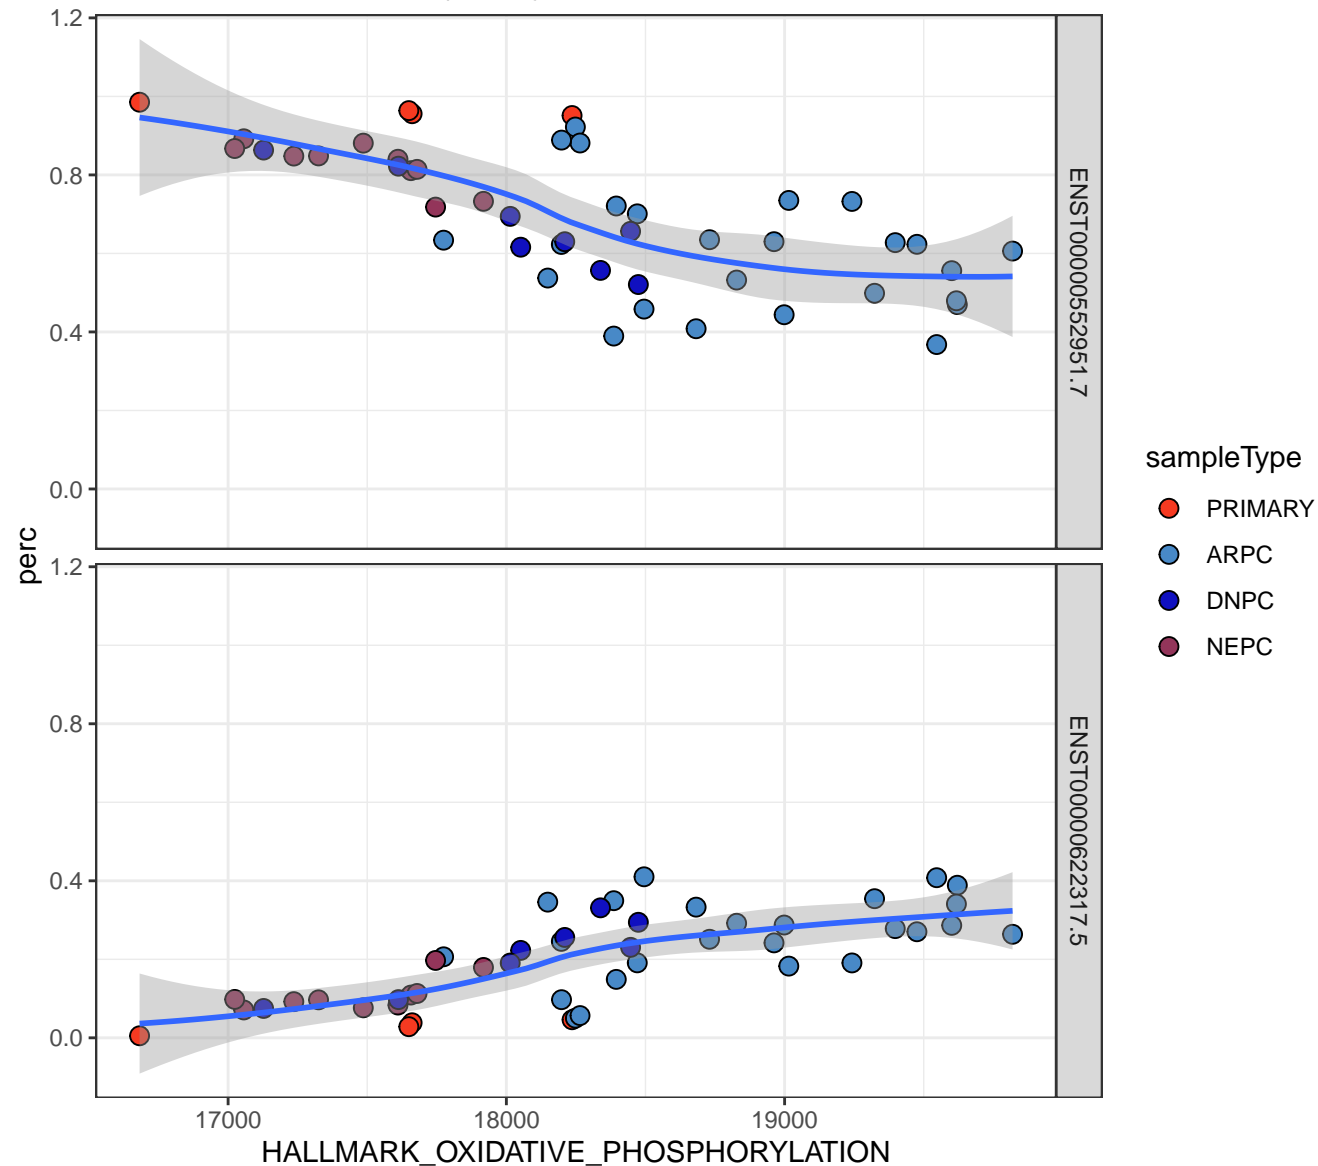 1.2
0.8
0.4
0.0
ENST00000552951.7
1.2
0.8
0.4
0.0
ENST00000622317.5
perc
17000
18000
19000
HALLMARK_OXIDATIVE_PHOSPHORYLATION
sampleType
PRIMARY
ARPC
DNPC
NEPC